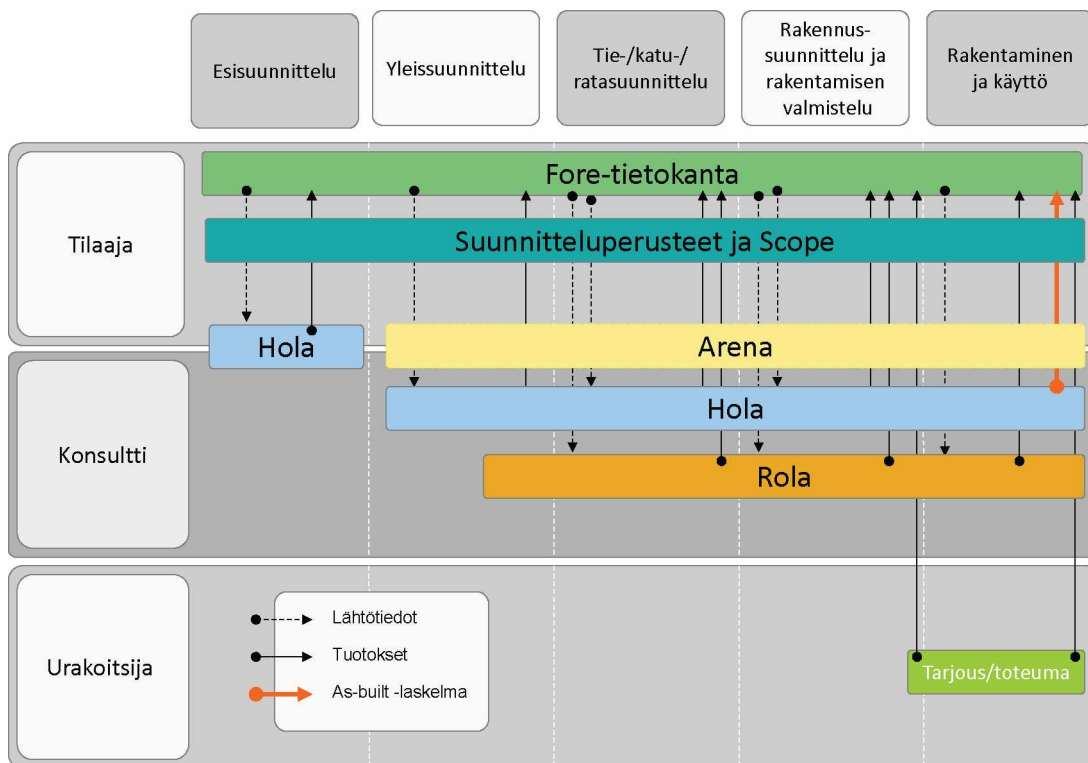 Esisuunnittelu
Yleissuunnittelu
Tie-/katu-/
ratasuunnittelu
Rakennus-
suunnittelu ja
rakentamisen
valmistelu
Rakentaminen
ja käyttö
Tilaaja
Fore-tietokanta
Suunnitteluperusteet ja Scope
Hola
Arena
Konsultti
Hola
Rola
Urakoitsija
Lähtötiedot
Tuotokset
As-built -laskelma
Tarjous/toteuma